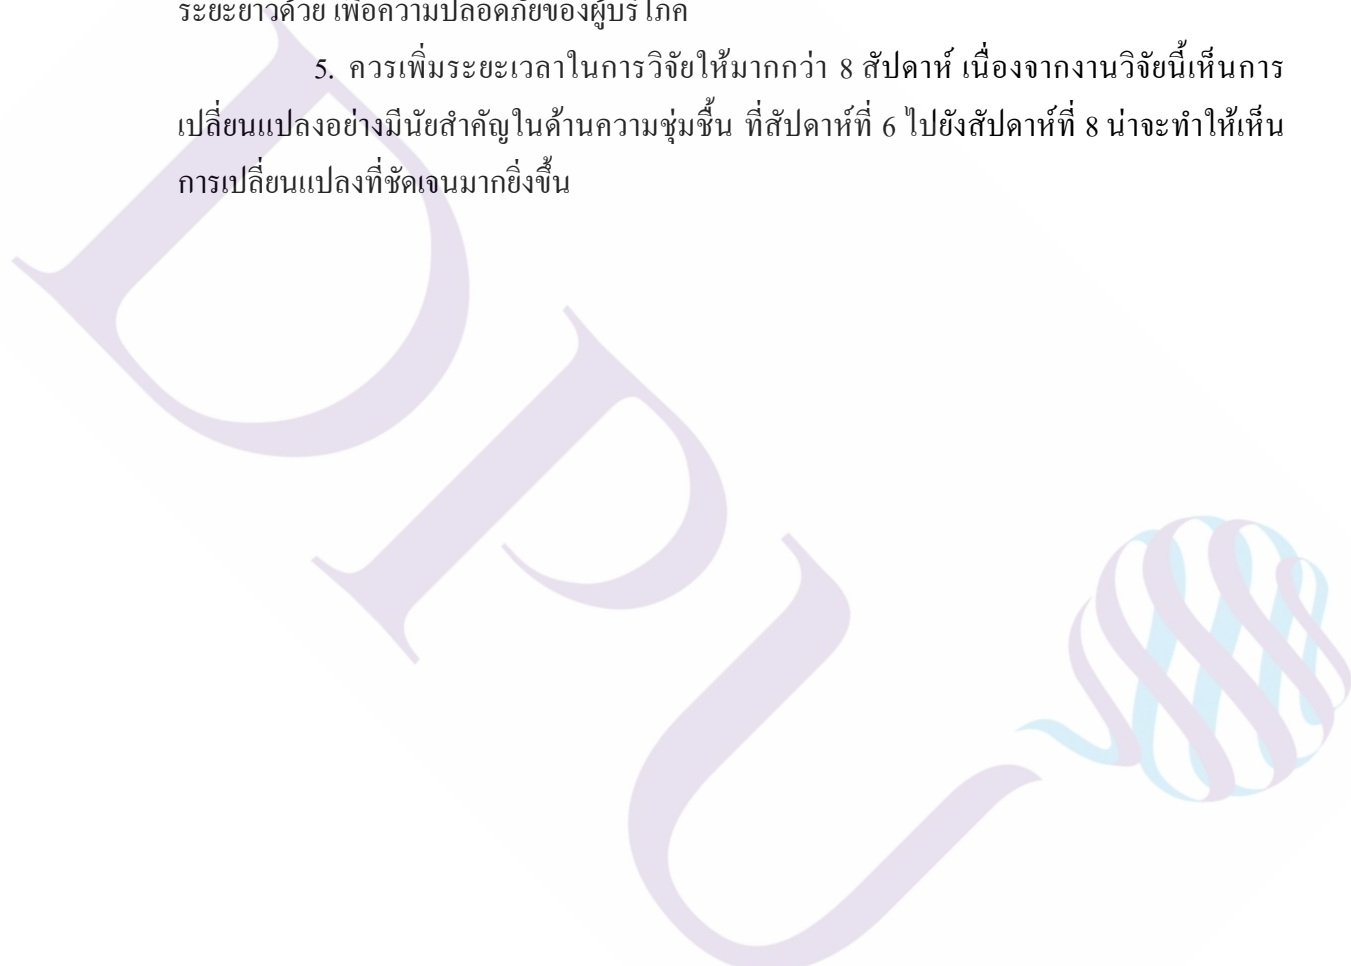 ระยะยาวด้วย เพื่อความปลอดภัยของผู้บริโภค
5. ควรเพิ่มระยะเวลาในการวิจัยให้มากกว่า 8 สัปดาห์ เนื่องจากงานวิจัยนี้เห็นการ
เปลี่ยนแปลงอย่างมีนัยสำคัญในด้านความชุ่มชื้น ที่สัปดาห์ที่ 6 ไปยังสัปดาห์ที่ 8 น่าจะทำให้เห็น
การเปลี่ยนแปลงที่ชัดเจนมากยิ่งขึ้น
DPU